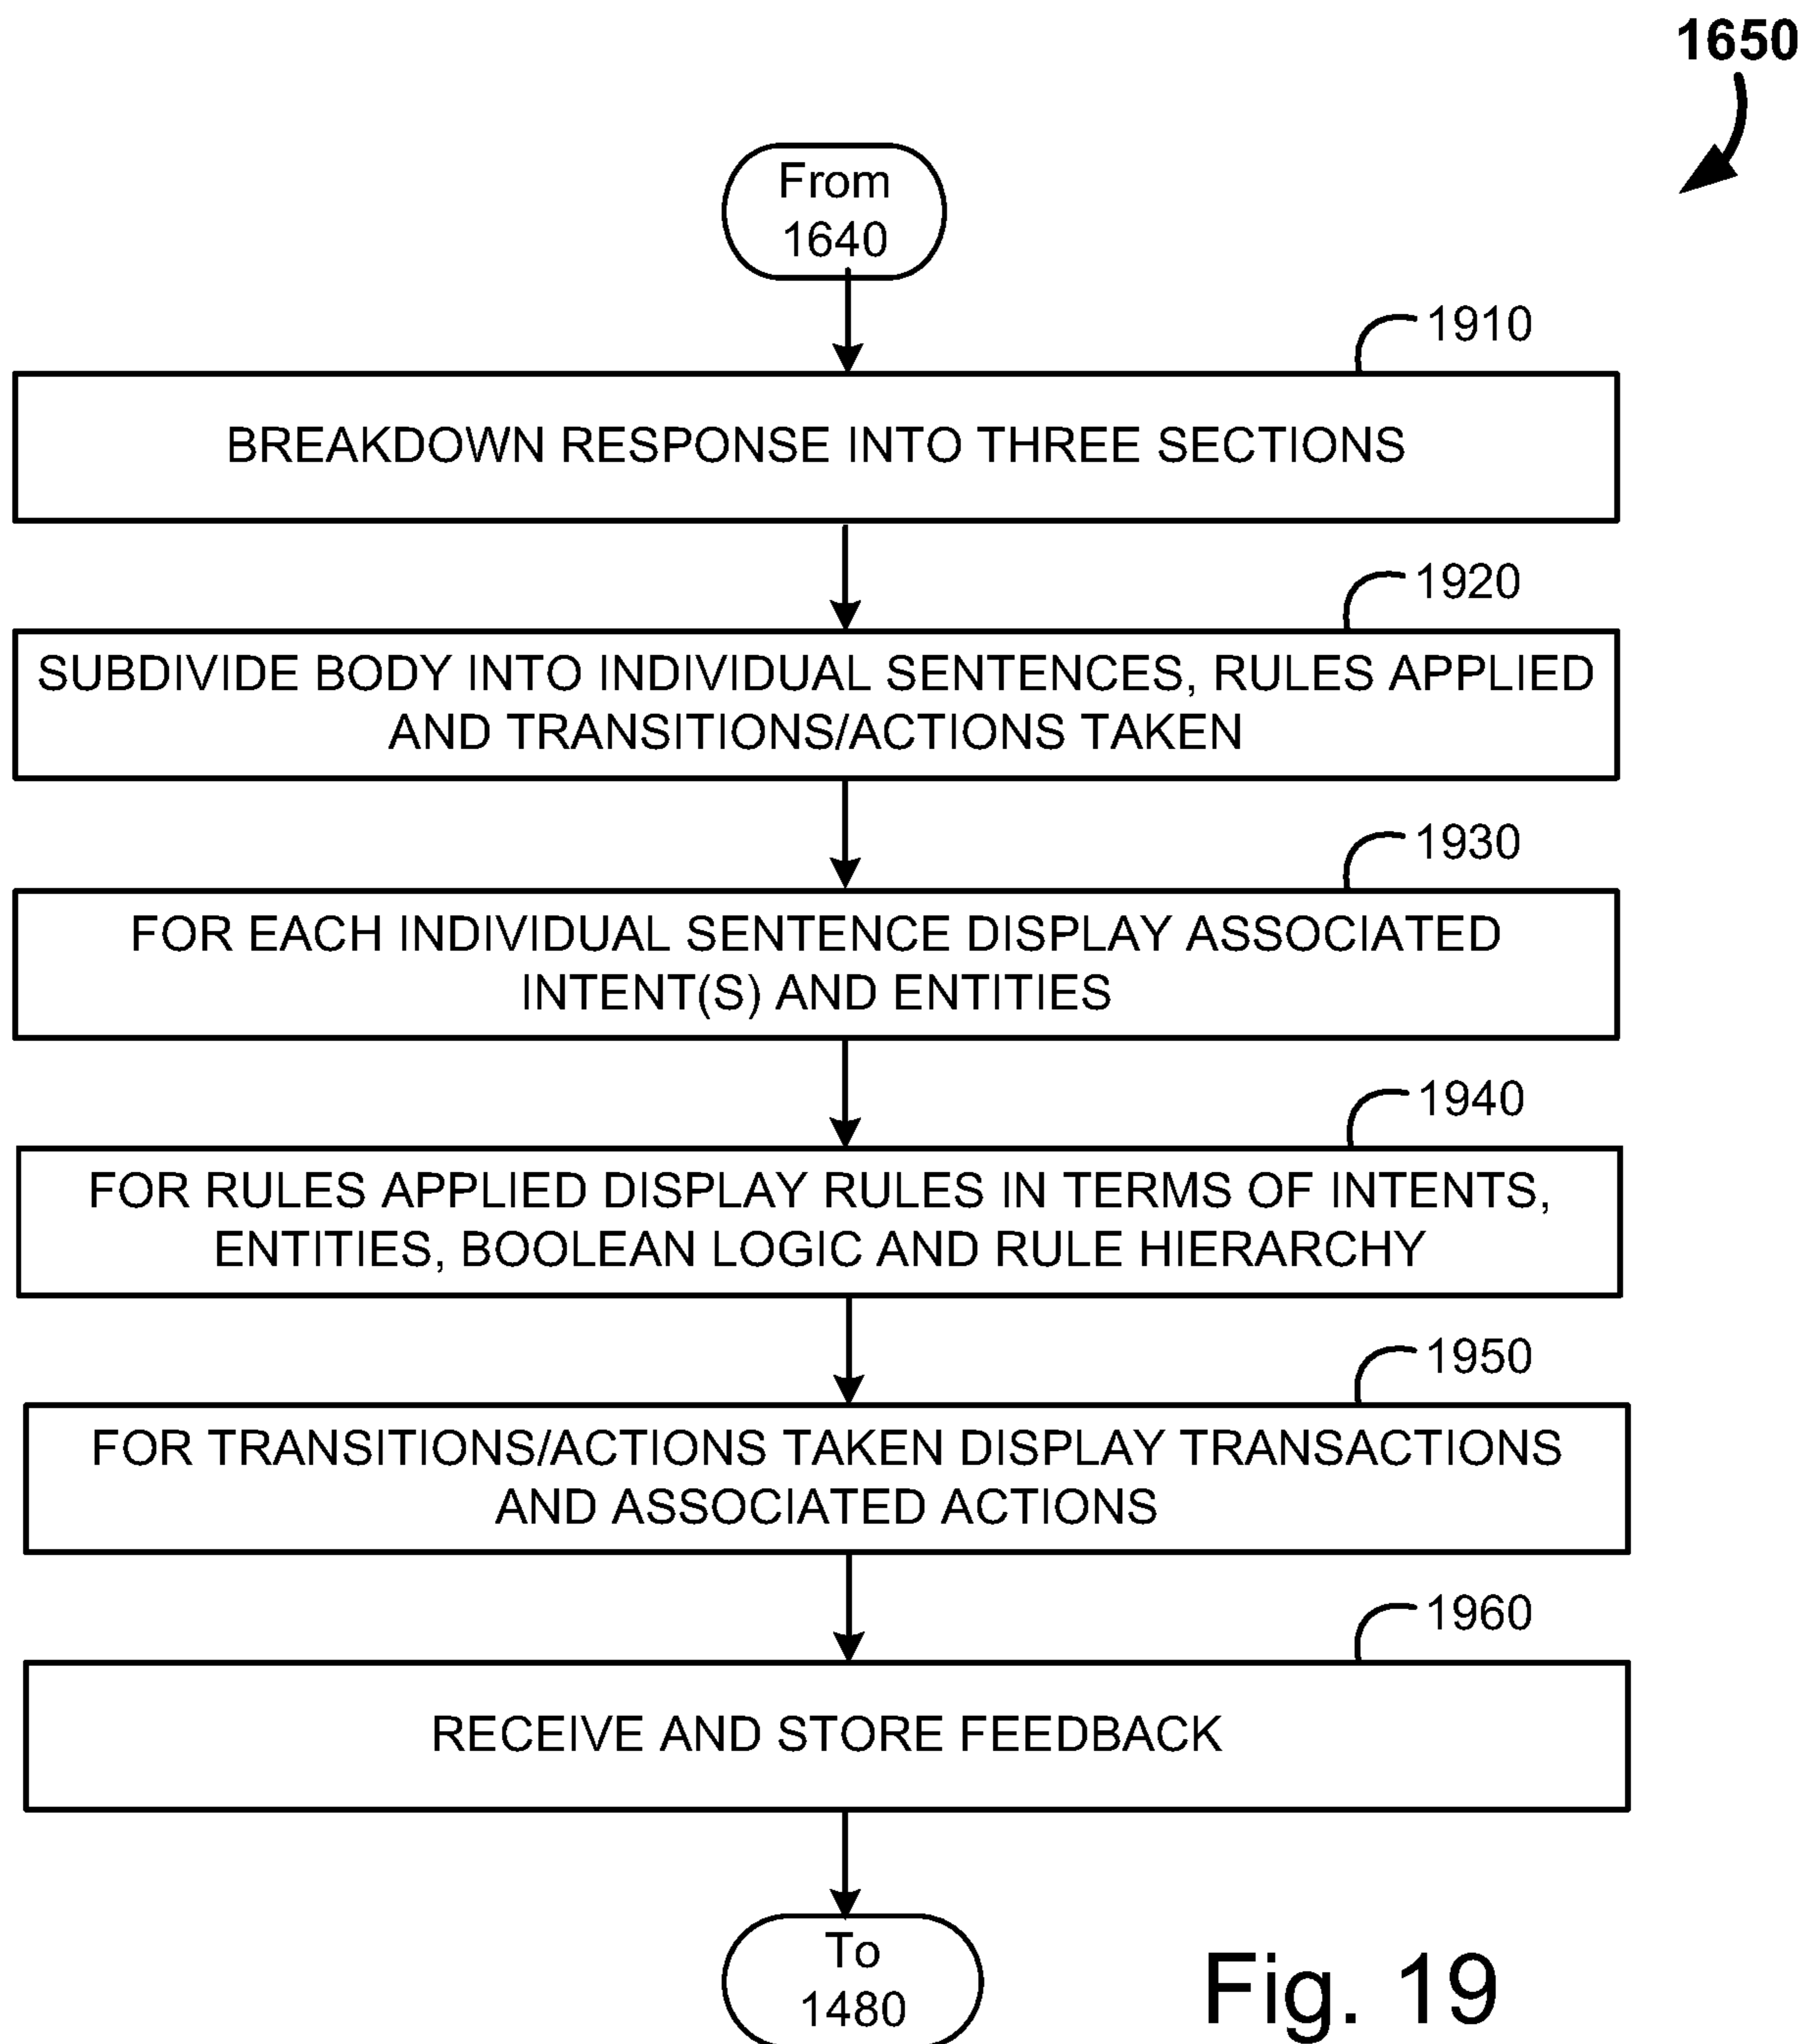 1650
From
1640
1910
BREAKDOWN RESPONSE INTO THREE SECTIONS
1920
SUBDIVIDE BODY INTO INDIVIDUAL SENTENCES, RULES APPLIED
AND TRANSITIONS/ACTIONS TAKEN
1930
FOR EACH INDIVIDUAL SENTENCE DISPLAY ASSOCIATED
INTENT(S) AND ENTITIES
1940
FOR RULES APPLIED DISPLAY RULES IN TERMS OF INTENTS,
ENTITIES, BOOLEAN LOGIC AND RULE HIERARCHY
1950
FOR TRANSITIONS/ACTIONS TAKEN DISPLAY TRANSACTIONS
AND ASSOCIATED ACTIONS
1960
RECEIVE AND STORE FEEDBACK
To
1480
Fig. 19